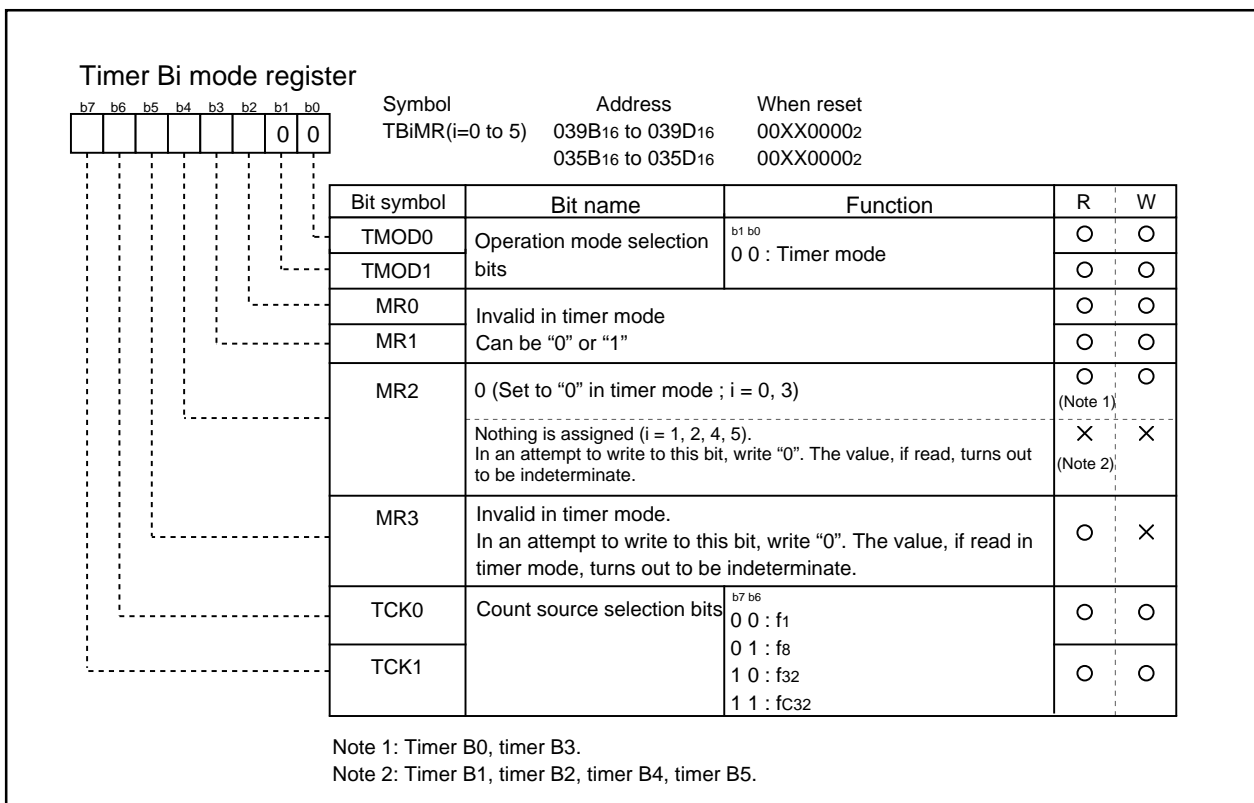 Timer Bi mode register
b7 b6 b5 b4 b3 b2 b1 b0
0 0
Symbol Address When reset
TBiMR(i=0 to 5) 039B16 to 039D16 00XX00002
035B16 to 035D16 00XX00002
Bit symbol Bit name Function R W
TMOD0 Operation mode selection bits
b1 b0
0 0 : Timer mode
TMOD1
MR0 Invalid in timer mode
MR1 Can be “0” or “1”
MR2 0 (Set to “0” in timer mode ; i = 0, 3)
(Note 1)
Nothing is assigned (i = 1, 2, 4, 5).
In an attempt to write to this bit, write “0”. The value, if read, turns out
to be indeterminate.
(Note 2)
MR3 Invalid in timer mode.
In an attempt to write to this bit, write “0”. The value, if read in
timer mode, turns out to be indeterminate.
TCK0 Count source selection bits
b7 b6
0 0 : f1
0 1 : f8
TCK1
1 0 : f32
1 1 : fC32
Note 1: Timer B0, timer B3.
Note 2: Timer B1, timer B2, timer B4, timer B5.